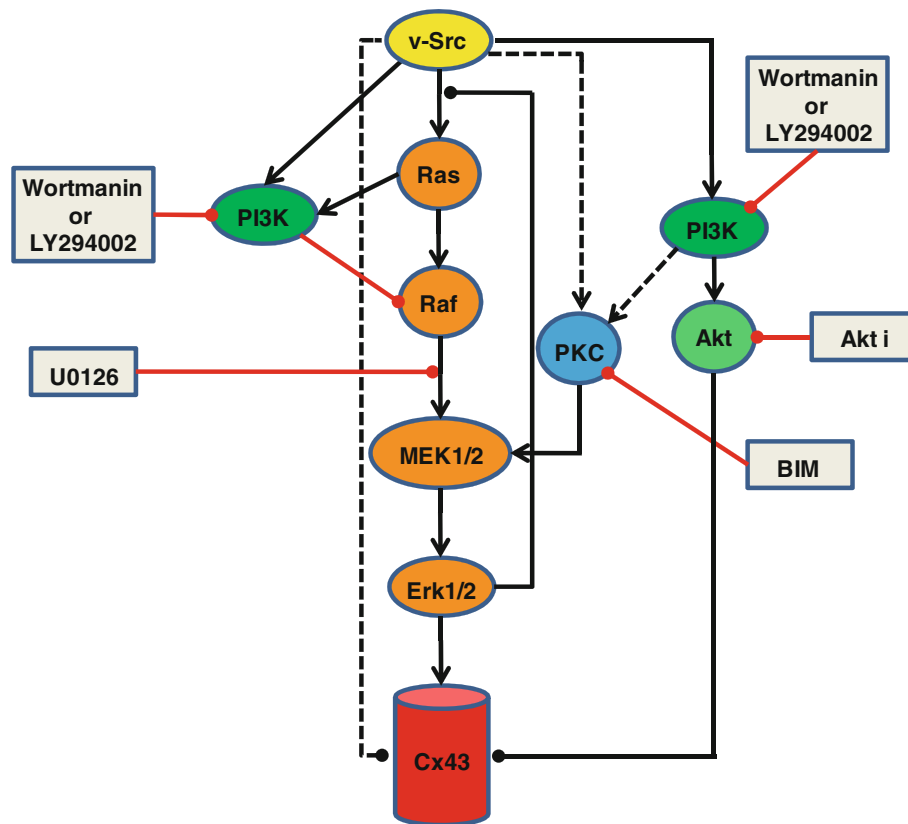 v-Src
Wortmanin
or
LY294002
Ras
Wortmanin
or
LY294002
PI3K
PI3K
Raf
Akt
Akt i
PKC
U0126
MEK1/2
BIM
Erk1/2
Cx43